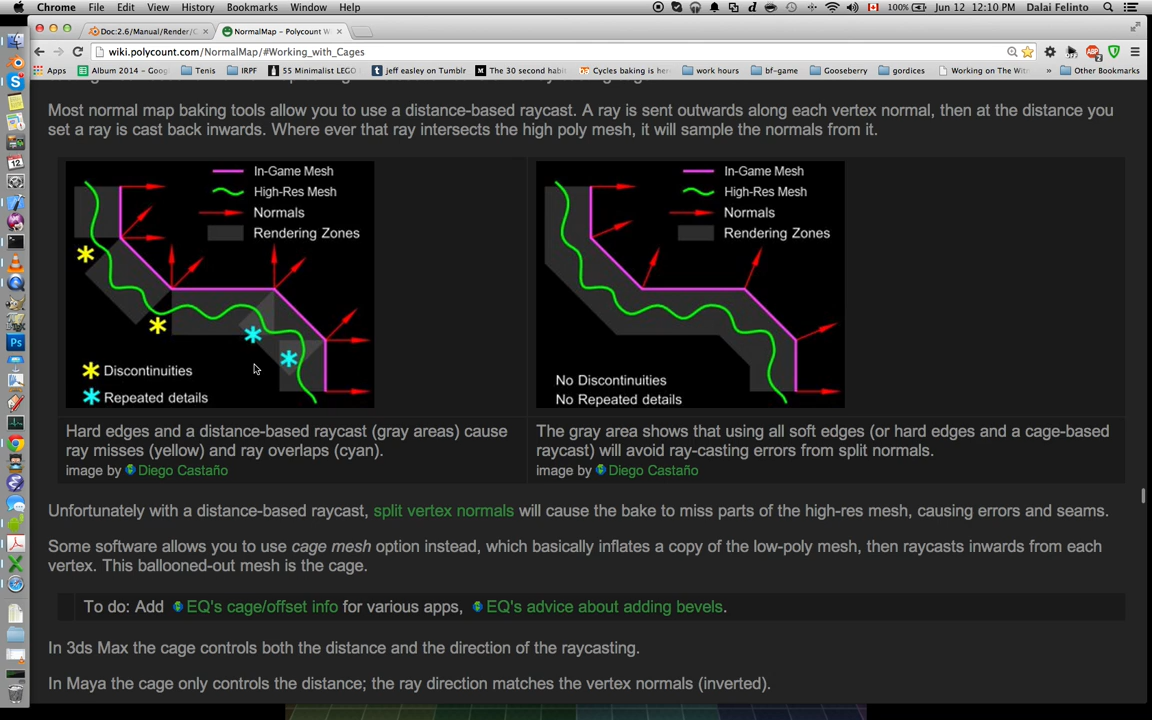 Chrome File Edit View History Bookmarks Window Help 100% Jun 12 12:10 PM Dalai Felinto
Doc:2.6/Manual/Render/ NormalMap - Polycount W
wiki.polycount.com/NormalMap/#Working_with_Cages
Apps Album 2014 - Goog Tenis IRPF 55 Minimalist LEGO jeff easley on Tumblr The 30 second habit Cycles baking is her work hours bf-game Gooseberry gordices Working on The Wit » Other Bookmarks
Most normal map baking tools allow you to use a distance-based raycast. A ray is sent outwards along each vertex normal, then at the distance you
set a ray is cast back inwards. Where ever that ray intersects the high poly mesh, it will sample the normals from it.
In-Game Mesh
High-Res Mesh
Normals
Rendering Zones
Discontinuities
Repeated details
In-Game Mesh
High-Res Mesh
Normals
Rendering Zones
No Discontinuities
No Repeated details
Hard edges and a distance-based raycast (gray areas) cause
ray misses (yellow) and ray overlaps (cyan).
image by Diego Castaño
The gray area shows that using all soft edges (or hard edges and a cage-based
raycast) will avoid ray-casting errors from split normals.
image by Diego Castaño
Unfortunately with a distance-based raycast, split vertex normals will cause the bake to miss parts of the high-res mesh, causing errors and seams.
Some software allows you to use cage mesh option instead, which basically inflates a copy of the low-poly mesh, then raycasts inwards from each
vertex. This ballooned-out mesh is the cage.
To do: Add EQ's cage/offset info for various apps, EQ's advice about adding bevels.
In 3ds Max the cage controls both the distance and the direction of the raycasting.
In Maya the cage only controls the distance; the ray direction matches the vertex normals (inverted).